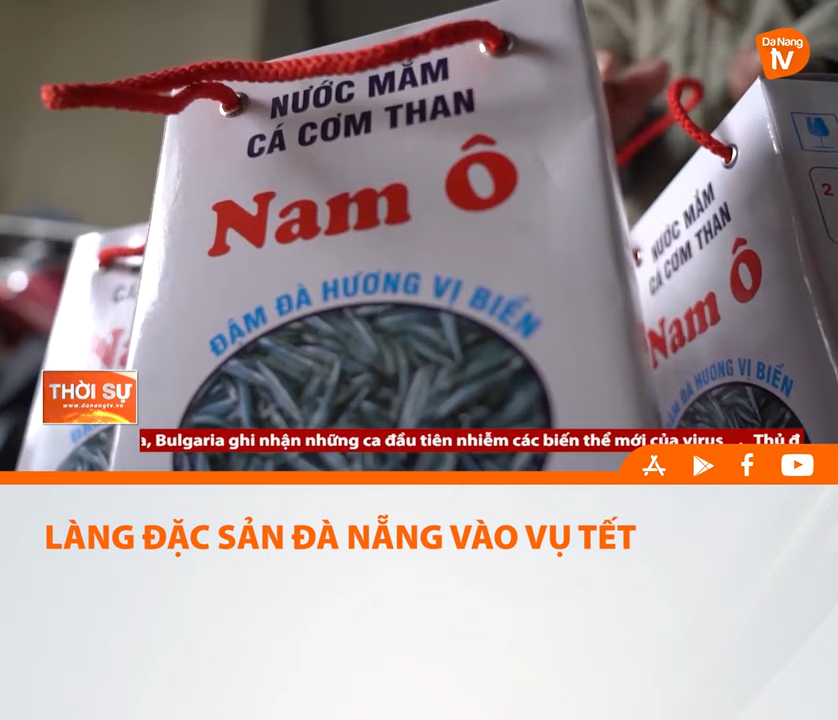 Da Nang
tv
NƯỚC MẮM
CÁ CƠM THAN
Nam Ô
ĐẬM ĐÀ HƯƠNG VỊ BIỂN
2
NƯỚC MẮM
CÁ CƠM THAN
Nam Ô
ĐẬM ĐÀ HƯƠNG VỊ BIỂN
THỜI SỰ
www.danangtv.vn
Bulgaria ghi nhận những ca đầu tiên nhiễm các biến thể mới của virus
Thủ
LÀNG ĐẶC SẢN ĐÀ NẴNG VÀO VỤ TẾT